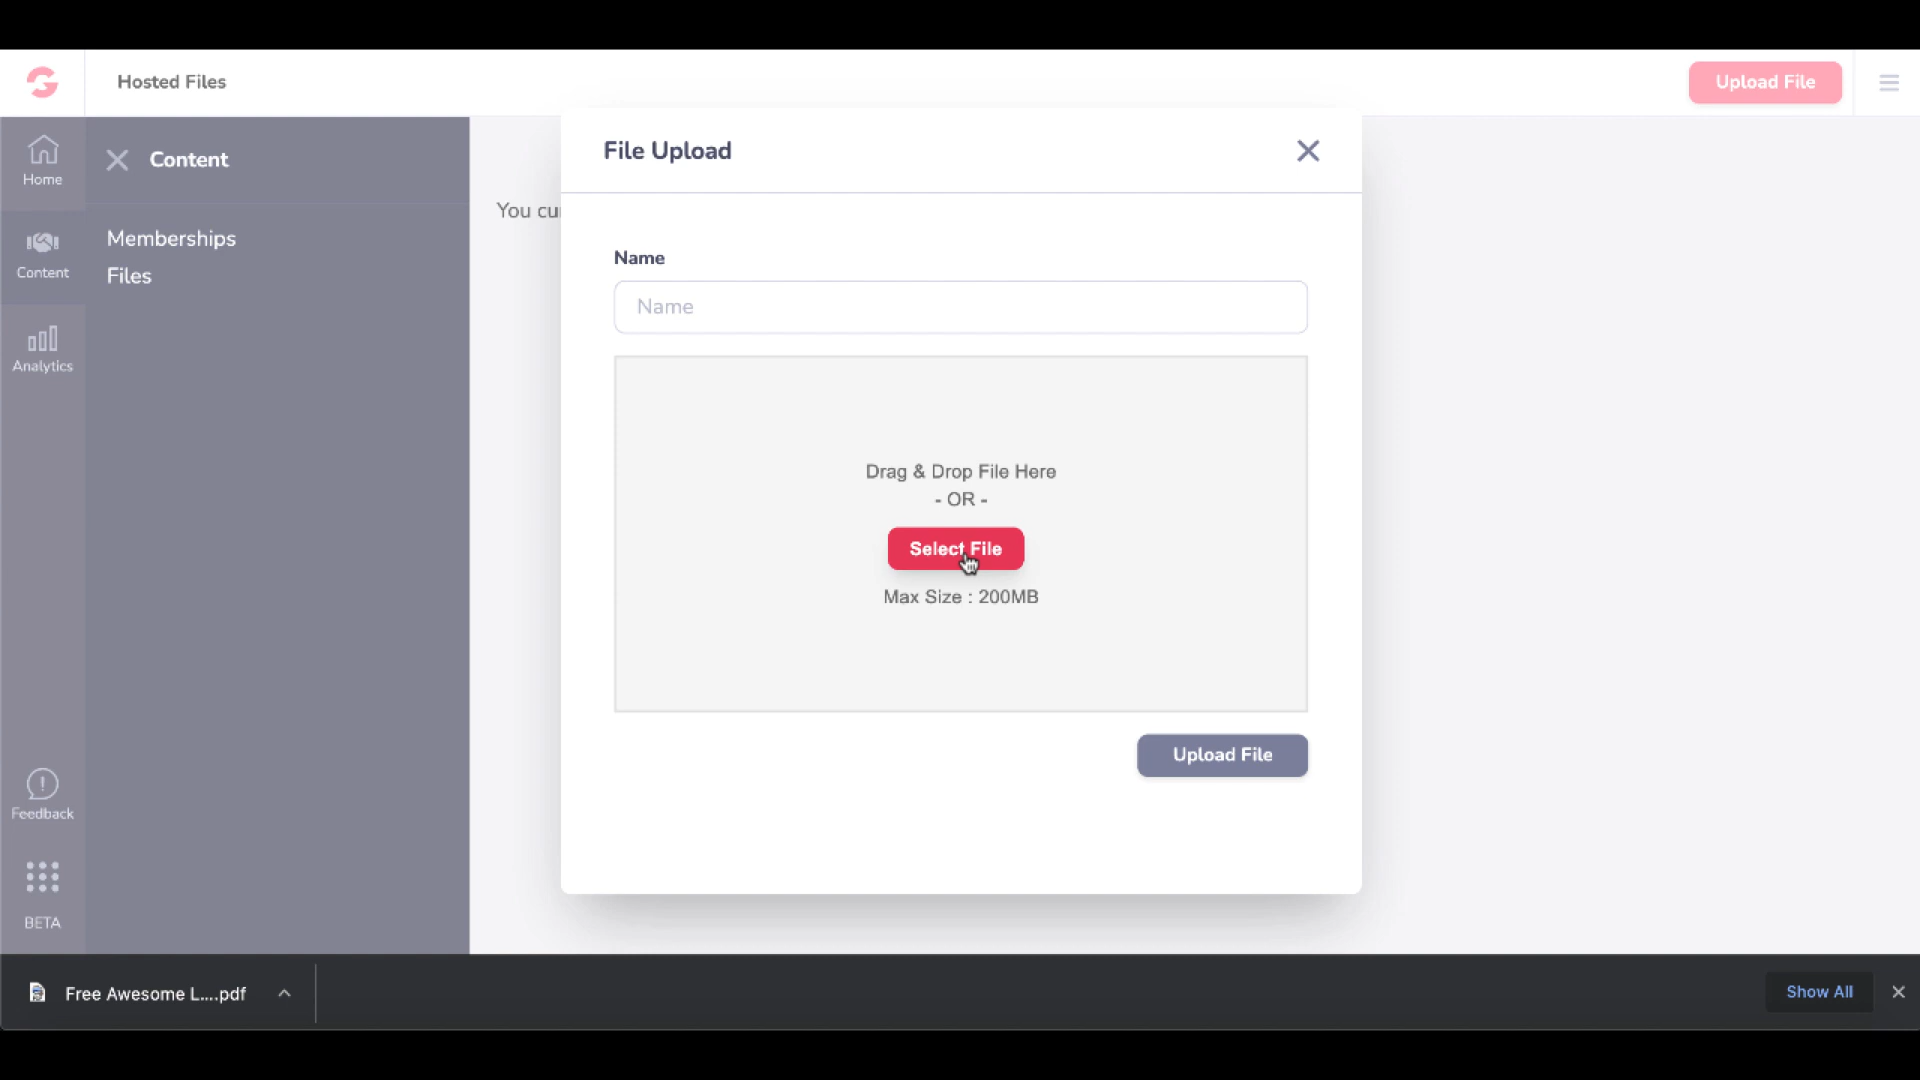 Hosted Files
Upload File
Home
Content
Analytics
Feedback
BETA
Content
Memberships
Files
You
File Upload
Name
Name
Drag & Drop File Here
- OR -
Select File
Max Size : 200MB
Upload File
Free Awesome L....pdf
Show All